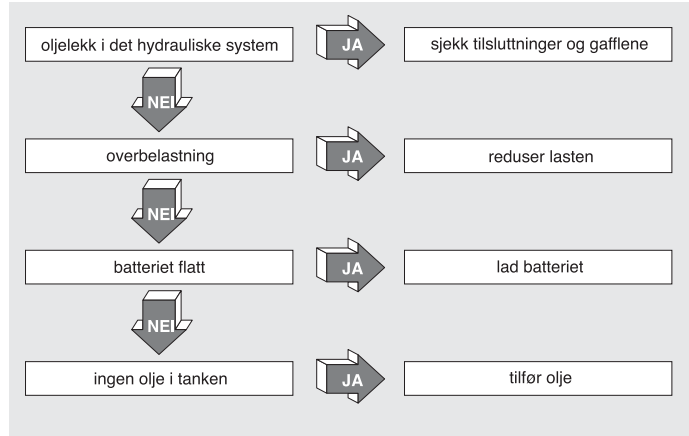 oljelekk i det hydrauliske system
JA
sjekk tilsluttninger og gafflene
NEI
overbelastning
JA
reduser lasten
NEI
batteriet flatt
JA
lad batteriet
NEI
ingen olje i tanken
JA
tilfør olje